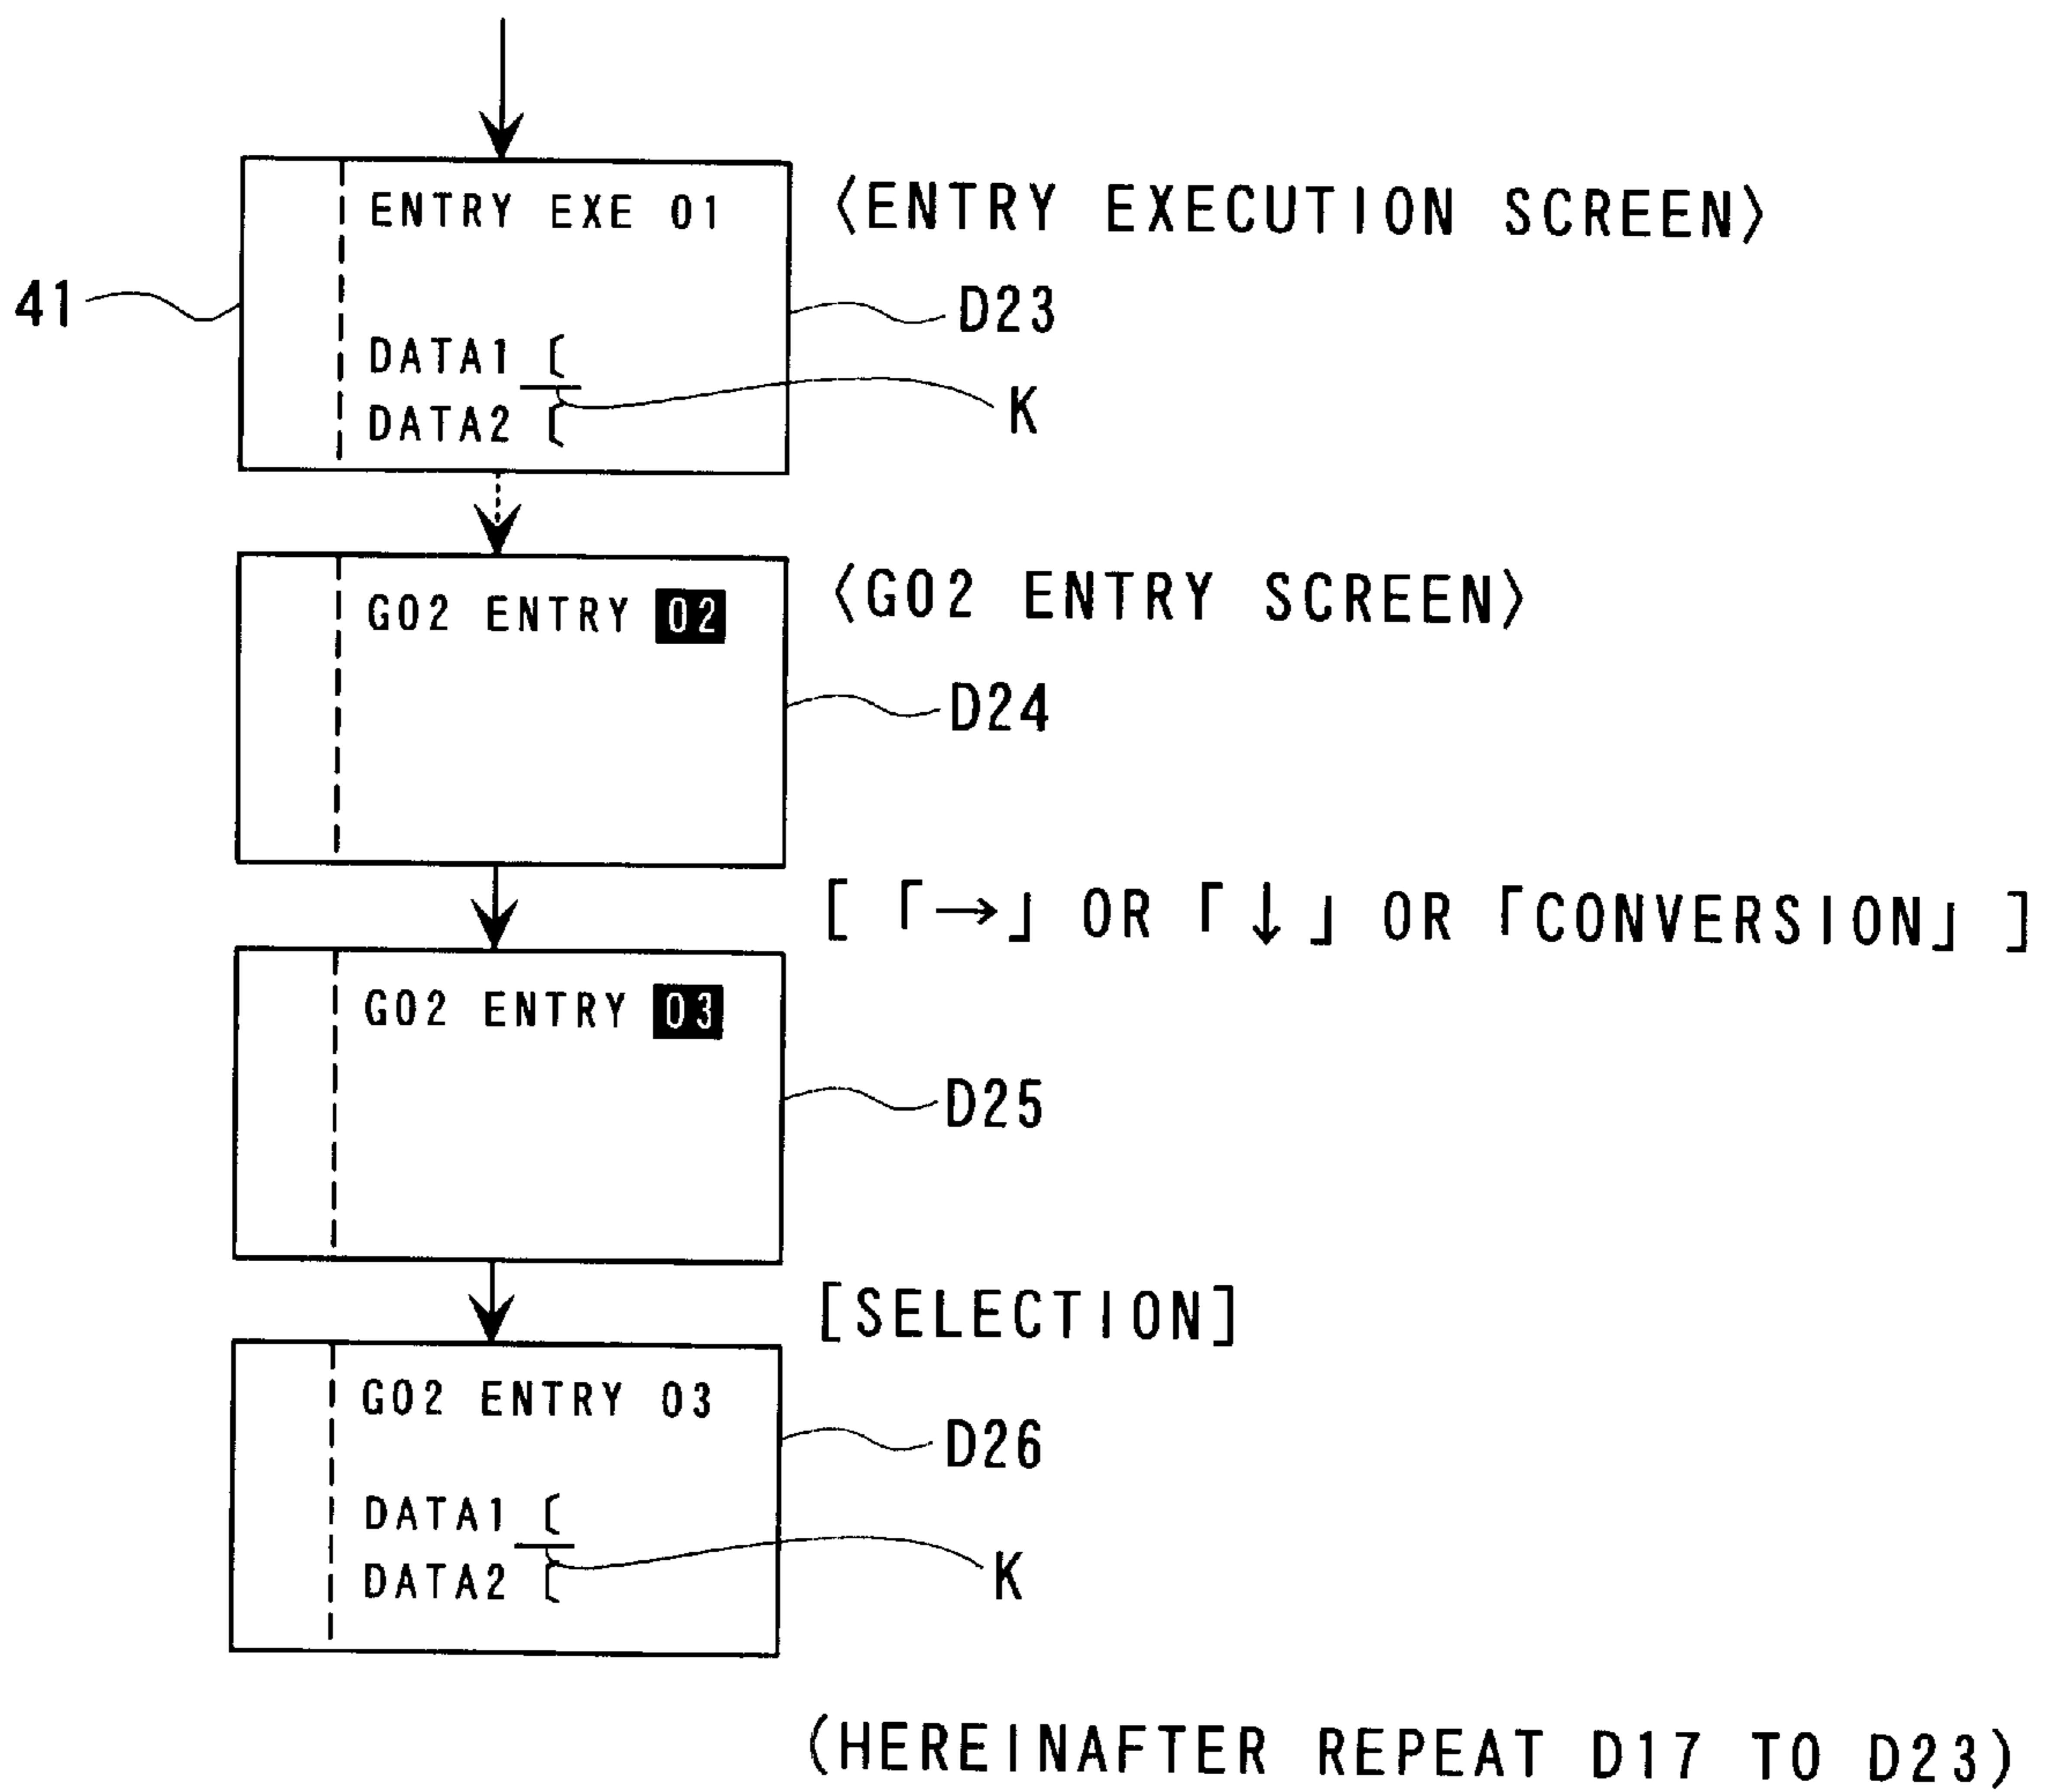 ENTRY EXE 01
〈ENTRY EXECUTION SCREEN〉
41
D23
DATA1 [
K
DATA2 [
G02 ENTRY 02
〈G02 ENTRY SCREEN〉
D24
[ 「→」 OR 「↓」 OR 「CONVERSION」 ]
G02 ENTRY 03
D25
[SELECTION]
G02 ENTRY 03
D26
DATA1 [
K
DATA2 [
(HEREINAFTER REPEAT D17 TO D23)